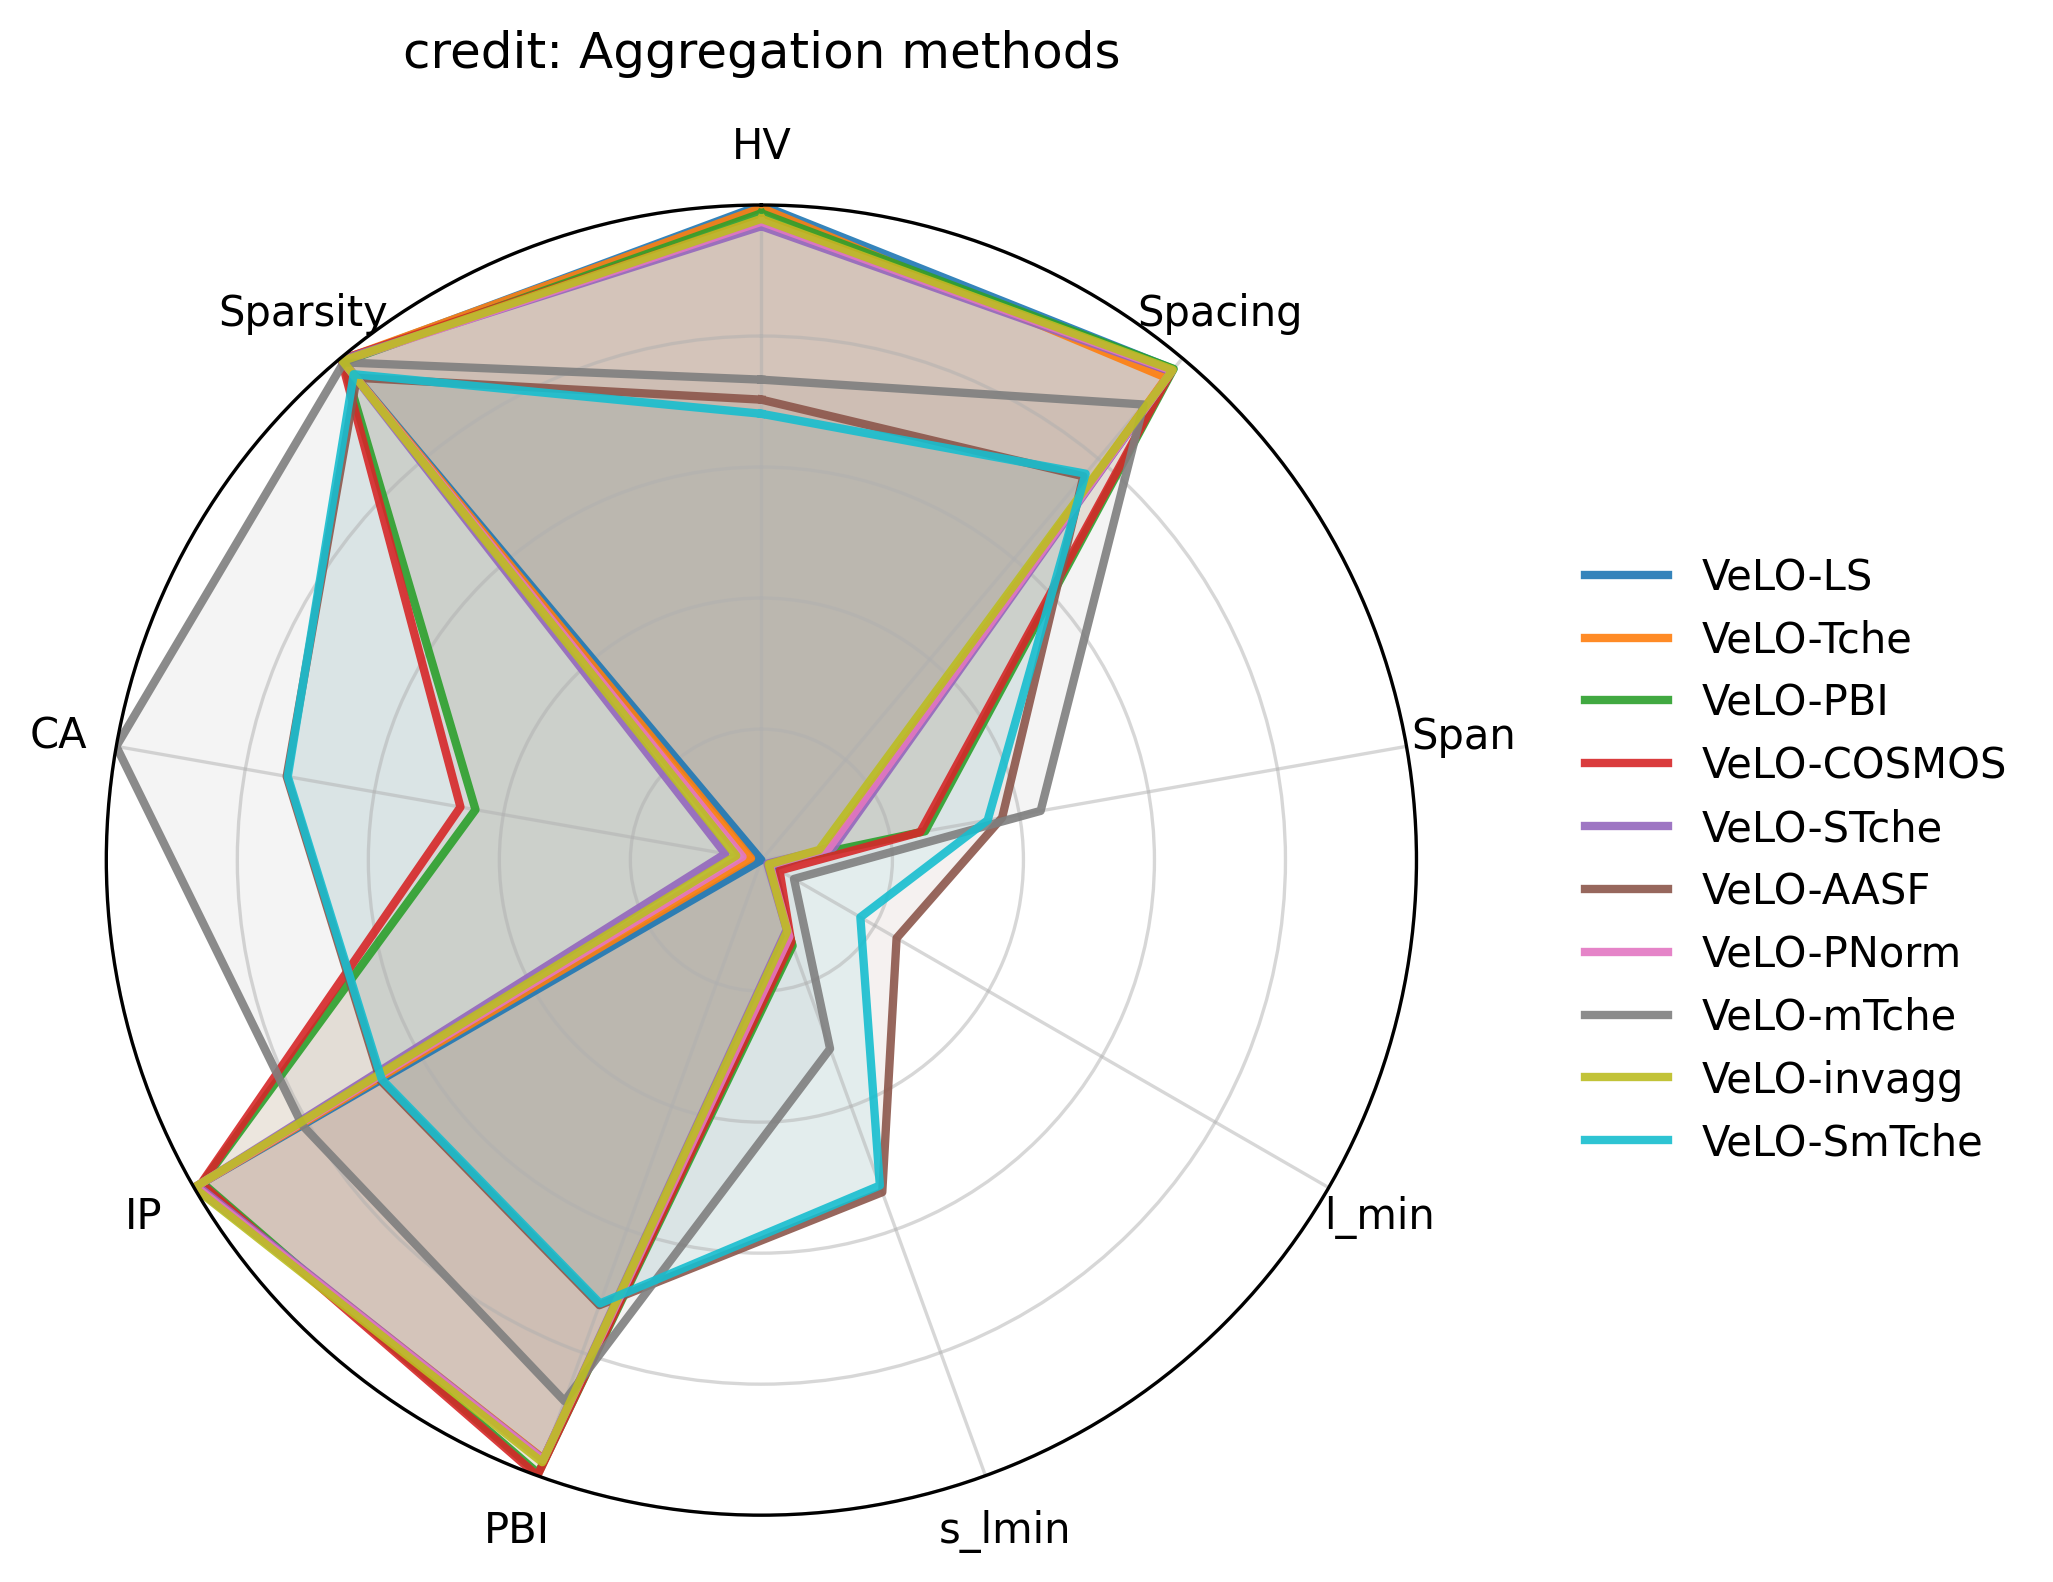 credit: Aggregation methods
HV
Sparsity
Spacing
CA
Span
IP
l_min
PBI
s_lmin
VeLO-LS
VeLO-Tche
VeLO-PBI
VeLO-COSMOS
VeLO-STche
VeLO-AASF
VeLO-PNorm
VeLO-mTche
VeLO-invagg
VeLO-SmTche